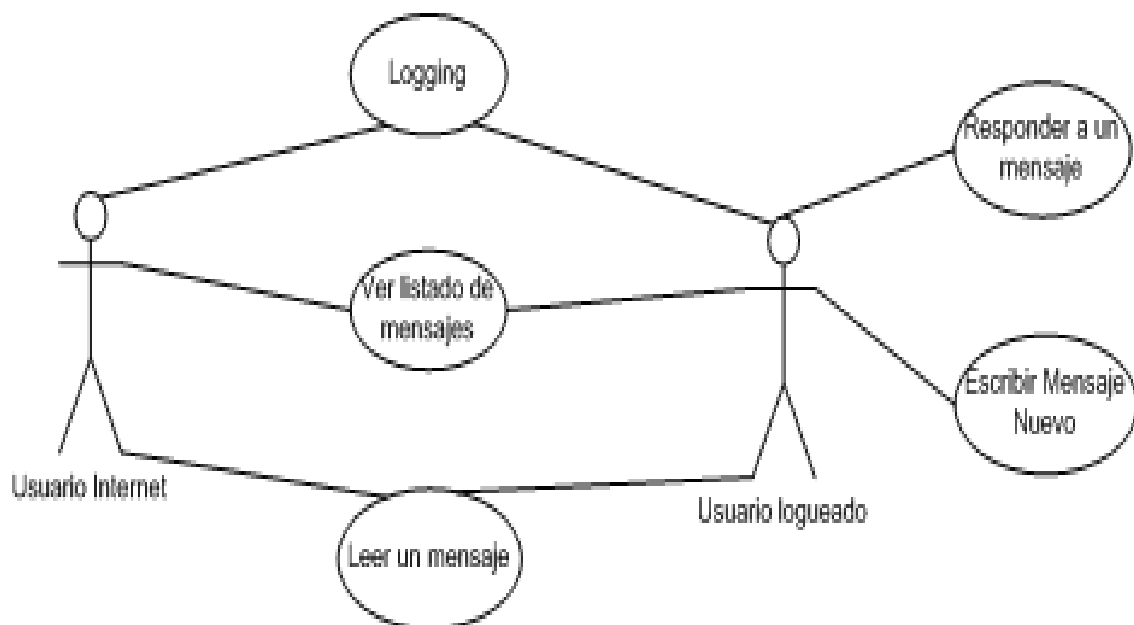 Logging
Responder a un
mensaje
Ver listado de
mensajes
Escribir Mensaje
Nuevo
Usuario Internet
Usuario logueado
Leer un mensaje